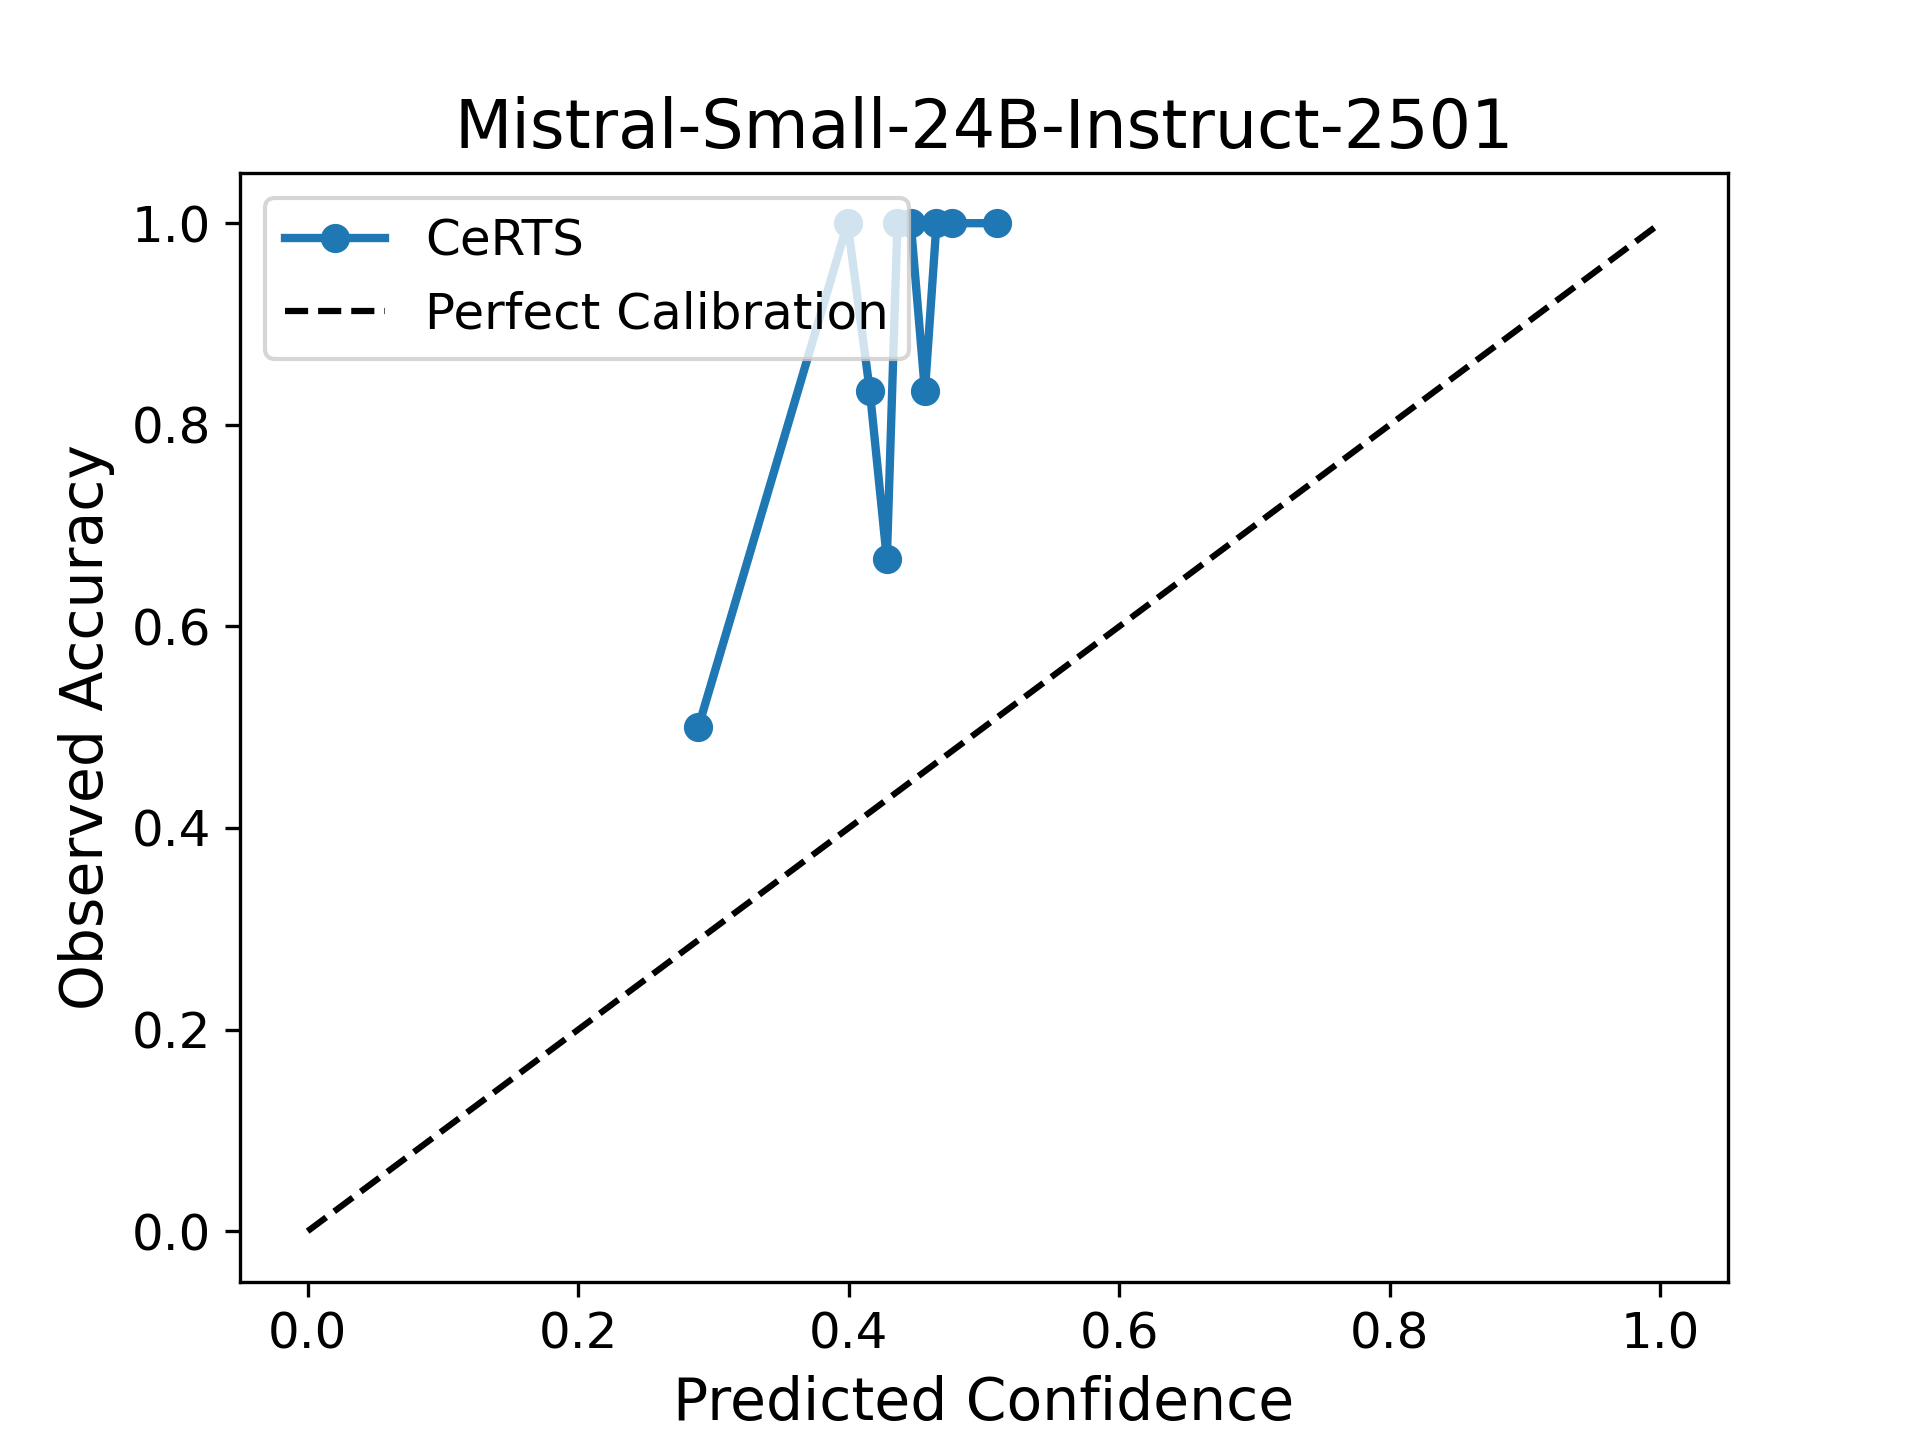 Mistral-Small-24B-Instruct-2501
CeRTS
Perfect Calibration
1.0
0.8
0.6
0.4
0.2
0.0
Observed Accuracy
0.0 0.2 0.4 0.6 0.8 1.0
Predicted Confidence